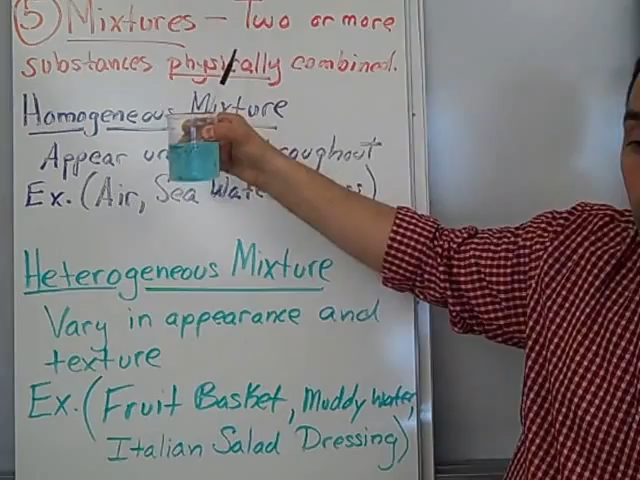 ⑤ Mixtures - Two or more
substances physically combined.
Homogeneous Mixture
Appear throughout
Ex. (Air, Sea
Heterogeneous Mixture
Vary in appearance and
texture
Ex. (Fruit Basket, Muddy Water,
Italian Salad Dressing)